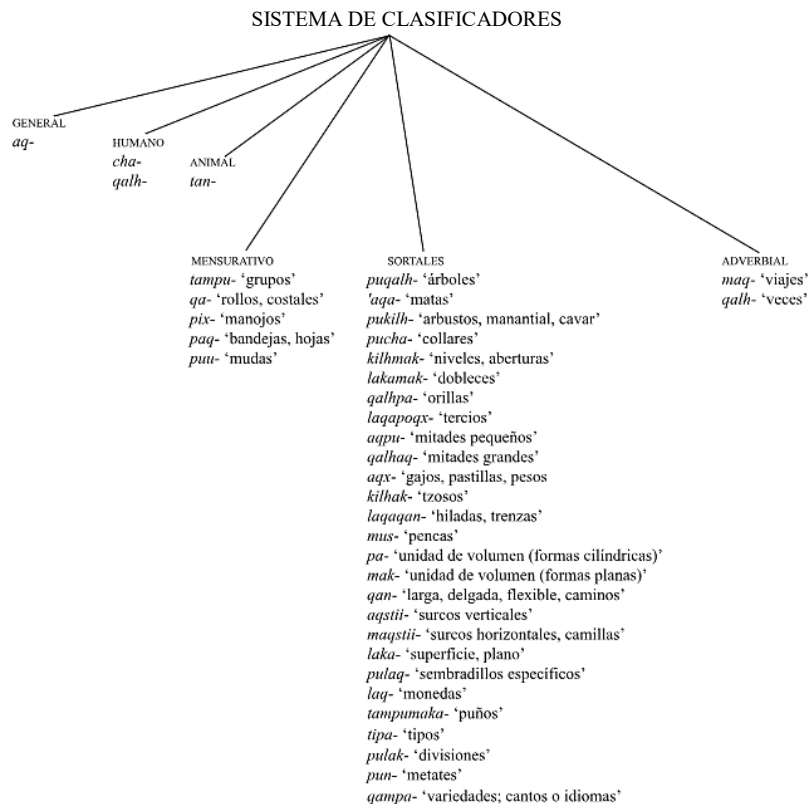 SISTEMA DE CLASIFICADORES
GENERAL
aq-
HUMANO
cha-
qalh-
ANIMAL
tan-
MENSURATIVO
tampu- ‘grupos’
qa- ‘rollos, costales’
pix- ‘manojos’
paq- ‘bandejas, hojas’
puu- ‘mudas’
SORTALES
puqalh- ‘árboles’
'aqa- ‘matas’
pukilh- ‘arbustos, manantial, cavar’
pucha- ‘collares’
kilhmak- ‘niveles, aberturas’
lakamak- ‘dobleces’
qalhpa- ‘orillas’
laqapoqx- ‘tercios’
aqpu- ‘mitades pequeños’
qalhaq- ‘mitades grandes’
aqx- ‘gajos, pastillas, pesos
kilhak- ‘tzosos’
laqaqan- ‘hiladas, trenzas’
mus- ‘pencas’
pa- ‘unidad de volumen (formas cilíndricas)’
mak- ‘unidad de volumen (formas planas)’
qan- ‘larga, delgada, flexible, caminos’
aqstii- ‘surcos verticales’
maqstii- ‘surcos horizontales, camillas’
laka- ‘superficie, plano’
pulaq- ‘sembradillos específicos’
laq- ‘monedas’
tampumaka- ‘puños’
tipa- ‘tipos’
pulak- ‘divisiones’
pun- ‘metates’
qampa- ‘variedades; cantos o idiomas’
ADVERBIAL
maq- ‘viajes’
qalh- ‘veces’